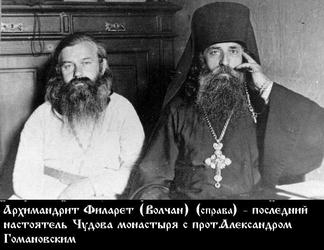 Архимандрит Филарет (Волчан) (справа) - последний
настоятель Чудова монастыря с прот.Александром
Гомановским